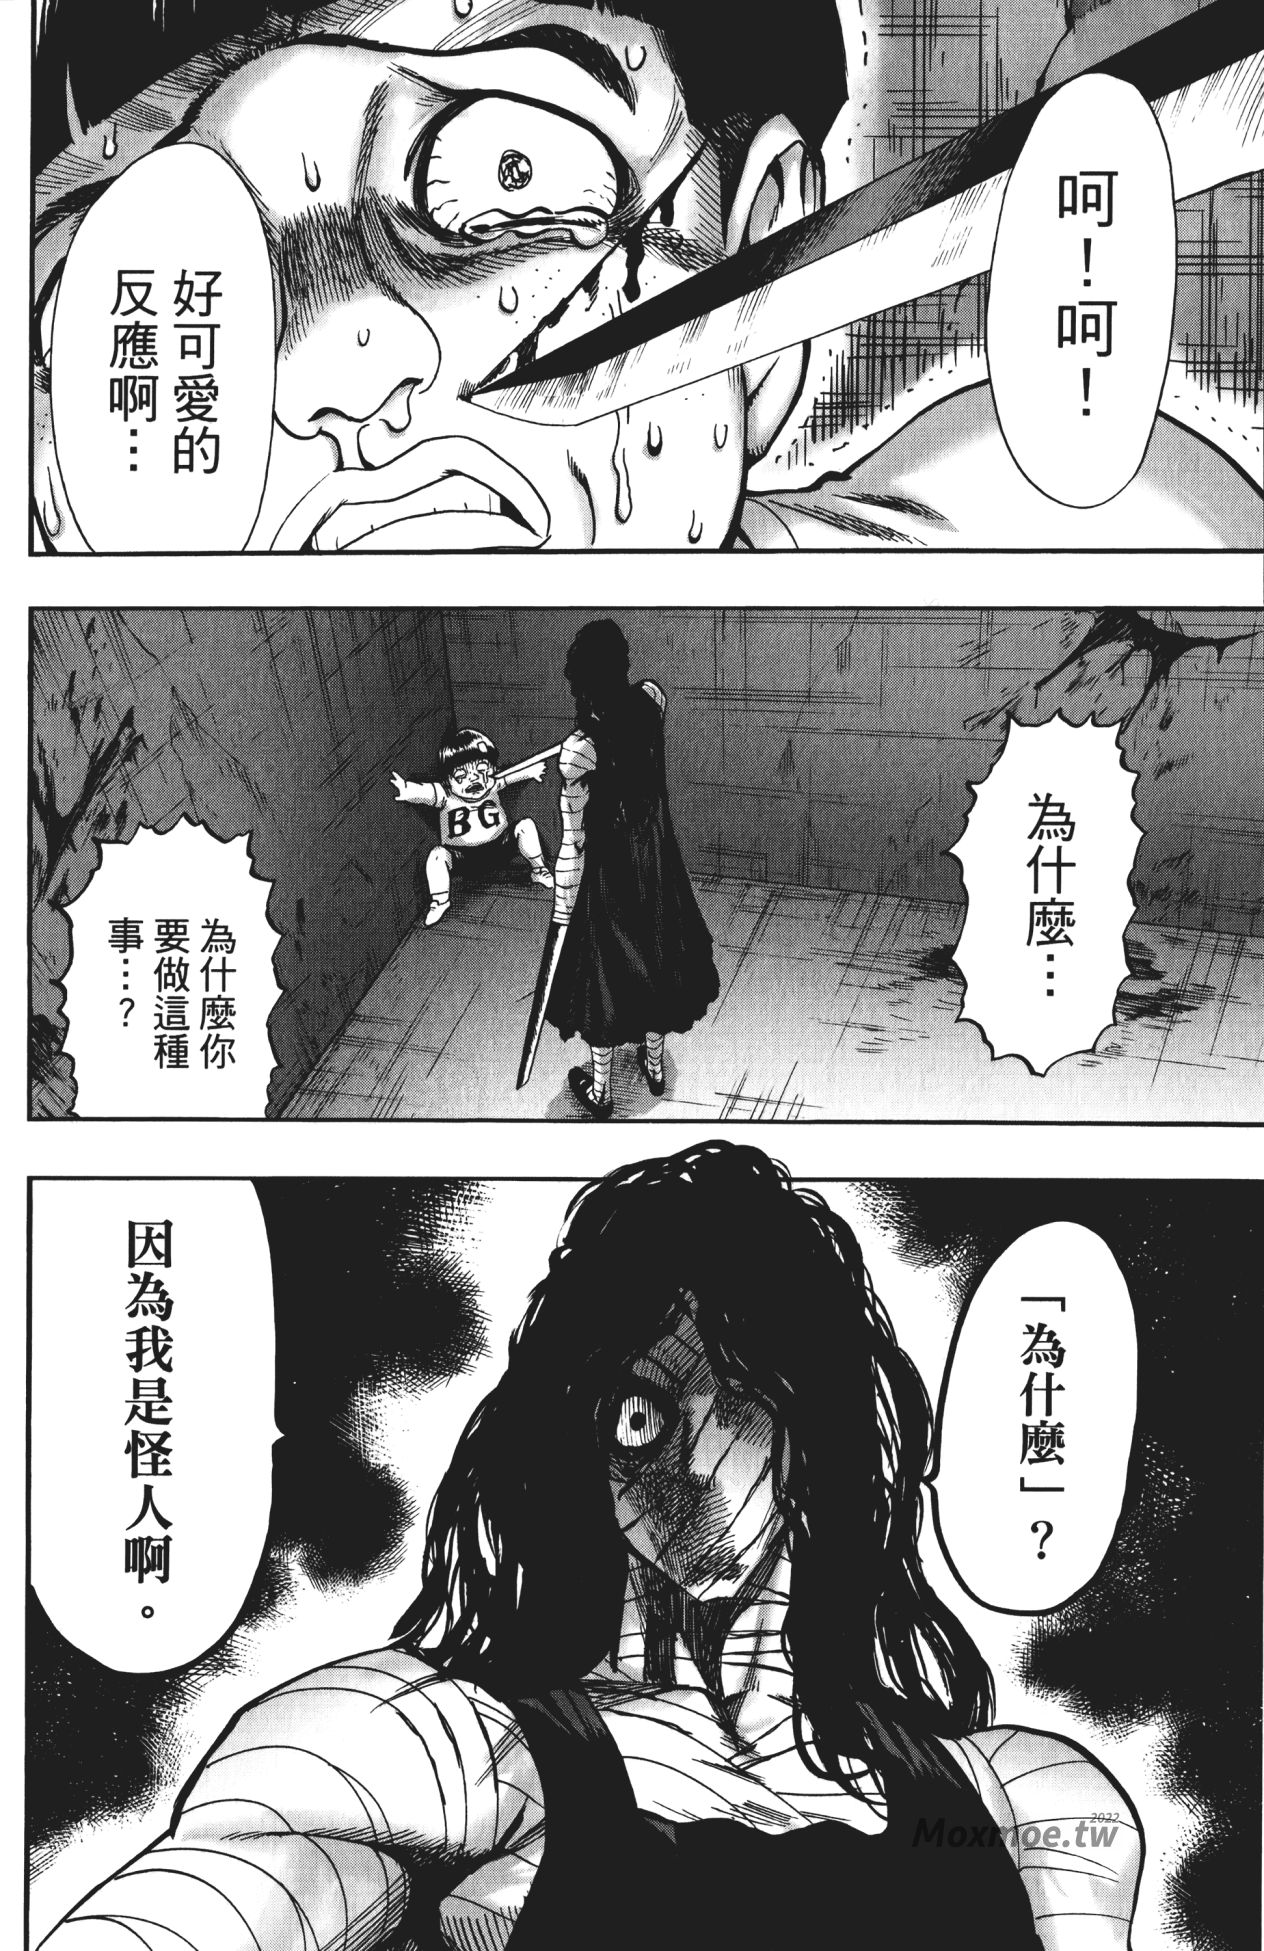 呵！呵！
好可愛的
反應啊…
為什麼…
BG
為什麼你
要做這種
事…？
「為什麼」？
因為我是怪人啊。
2022
Moxmoe.tw